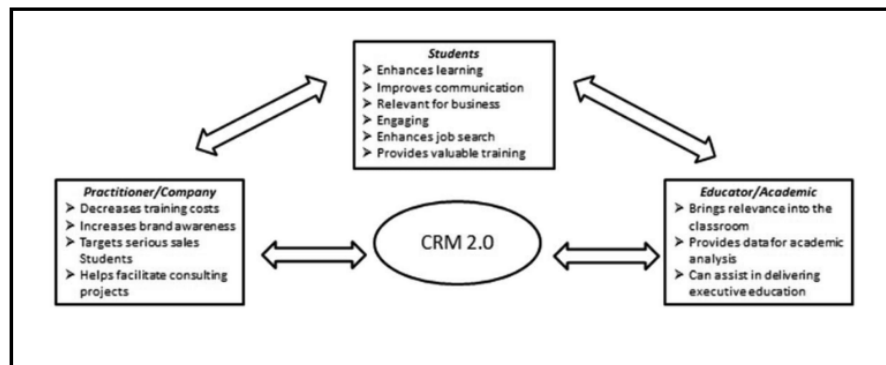 Students
➤ Enhances learning
➤ Improves communication
➤ Relevant for business
➤ Engaging
➤ Enhances job search
➤ Provides valuable training
Practitioner/Company
➤ Decreases training costs
➤ Increases brand awareness
➤ Targets serious sales
Students
➤ Helps facilitate consulting
projects
CRM 2.0
Educator/Academic
➤ Brings relevance into the
classroom
➤ Provides data for academic
analysis
➤ Can assist in delivering
executive education